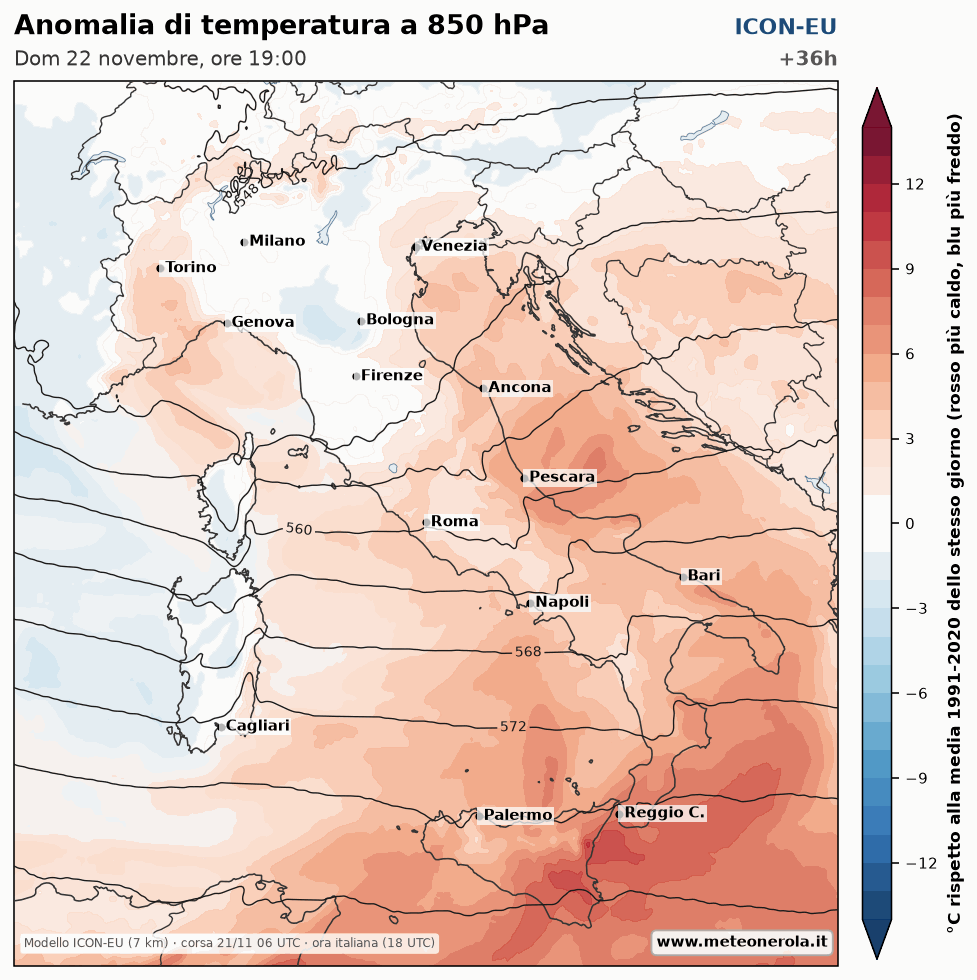 Anomalia di temperatura a 850 hPa
ICON-EU
Dom 22 novembre, ore 19:00
+36h
548
Milano
Venezia
Torino
Genova
Bologna
Firenze
Ancona
Pescara
Roma
560
Bari
Napoli
568
Cagliari
572
Palermo
Reggio C.
Modello ICON-EU (7 km) · corsa 21/11 06 UTC · ora italiana (18 UTC)
www.meteonerola.it
12
9
6
3
0
−3
−6
−9
−12
°C rispetto alla media 1991-2020 dello stesso giorno (rosso più caldo, blu più freddo)